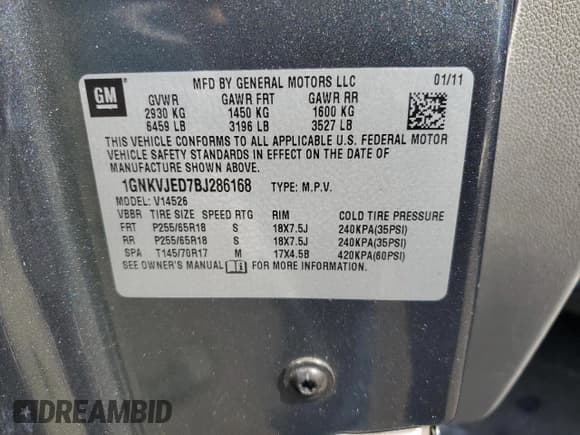 GM
MFD BY GENERAL MOTORS LLC 01/11
GVWR GAWR FRT GAWR RR
2930 KG 1450 KG 1600 KG
6459 LB 3196 LB 3527 LB
THIS VEHICLE CONFORMS TO ALL APPLICABLE U.S. FEDERAL MOTOR
VEHICLE SAFETY STANDARDS IN EFFECT ON THE DATE OF
MANUFACTURE SHOWN ABOVE.
1GNKVJED7BJ286168 TYPE: M.P.V.
MODEL: V14526
VBBR TIRE SIZE SPEED RTG RIM COLD TIRE PRESSURE
FRT P255/65R18 S 18X7.5J 240KPA(35PSI)
RR P255/65R18 S 18X7.5J 240KPA(35PSI)
SPA T145/70R17 M 17X4.5B 420KPA(60PSI)
SEE OWNER'S MANUAL FOR MORE INFORMATION.
DREAMBID